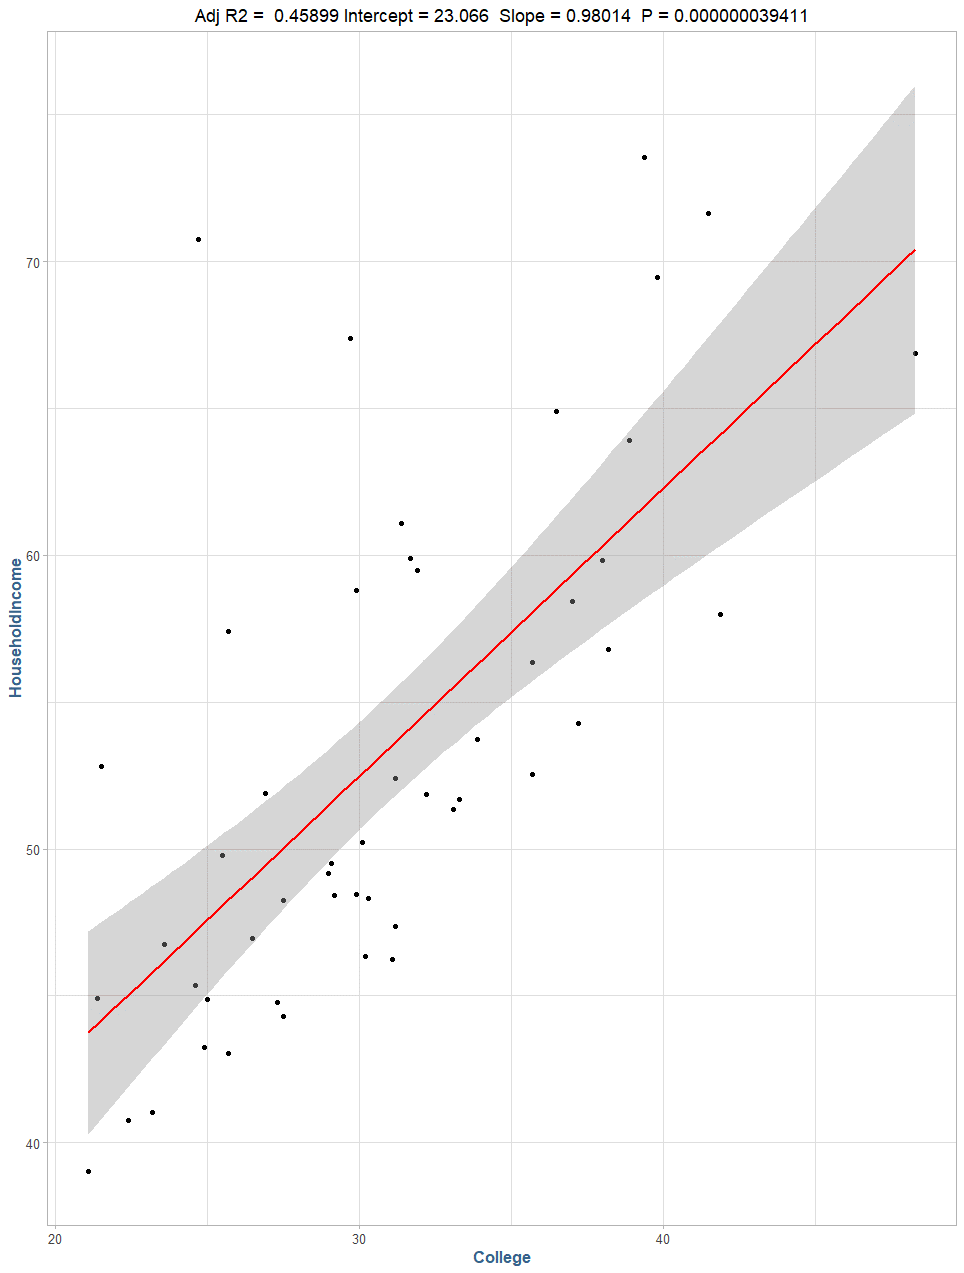 Adj R2 =  0.45899 Intercept = 23.066  Slope = 0.98014  P = 0.000000039411
70
60
50
40
HouseholdIncome
20 30 40
College